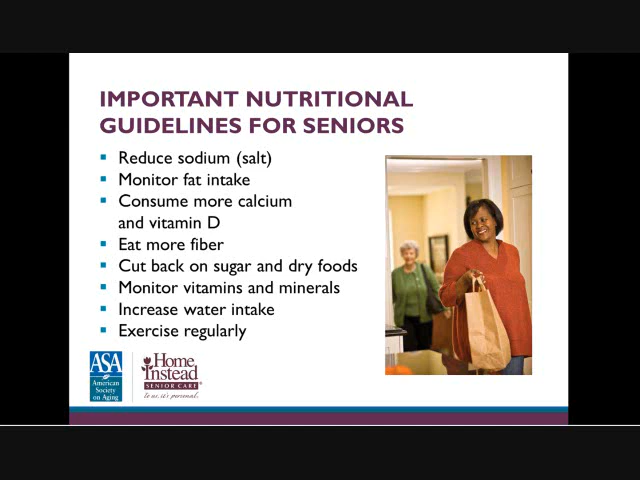 IMPORTANT NUTRITIONAL
GUIDELINES FOR SENIORS
▪ Reduce sodium (salt)
▪ Monitor fat intake
▪ Consume more calcium
and vitamin D
▪ Eat more fiber
▪ Cut back on sugar and dry foods
▪ Monitor vitamins and minerals
▪ Increase water intake
▪ Exercise regularly
ASA
American
Society
on Aging
Home
Instead
SENIOR CARE®
to us, it's personal.